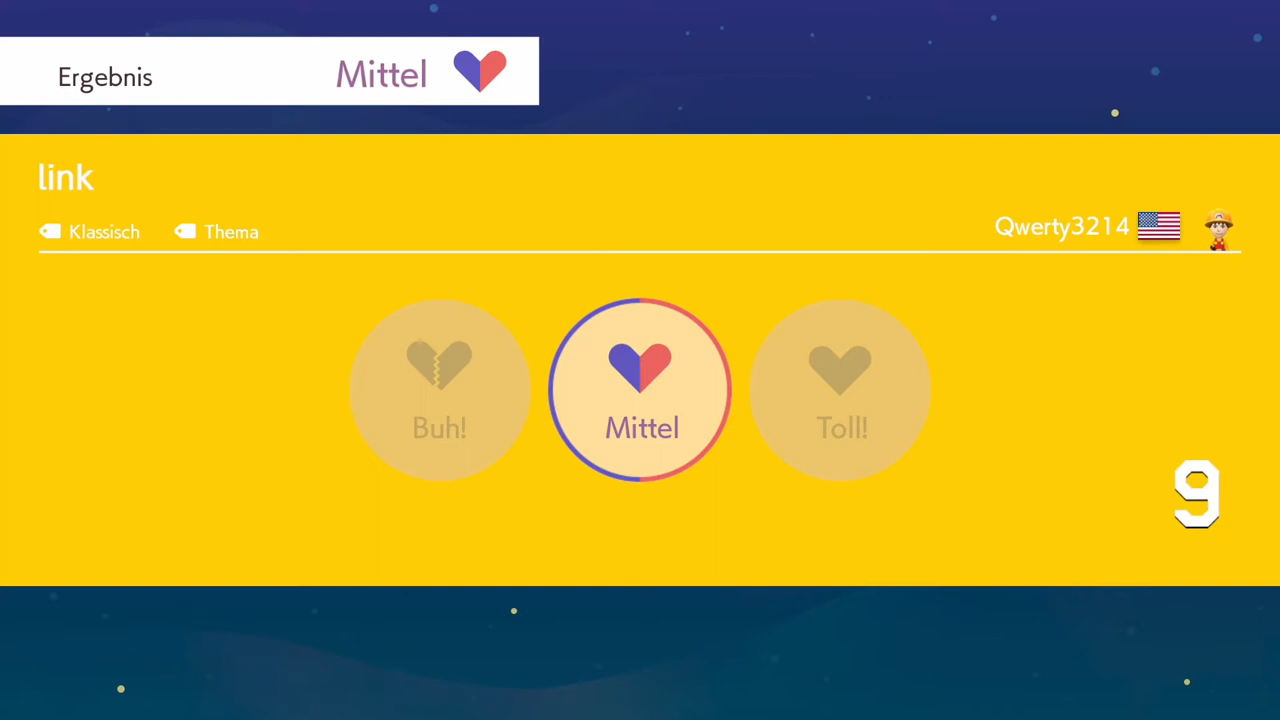 Ergebnis
Mittel
link
Klassisch
Thema
Qwerty3214
Buh!
Mittel
Toll!
9